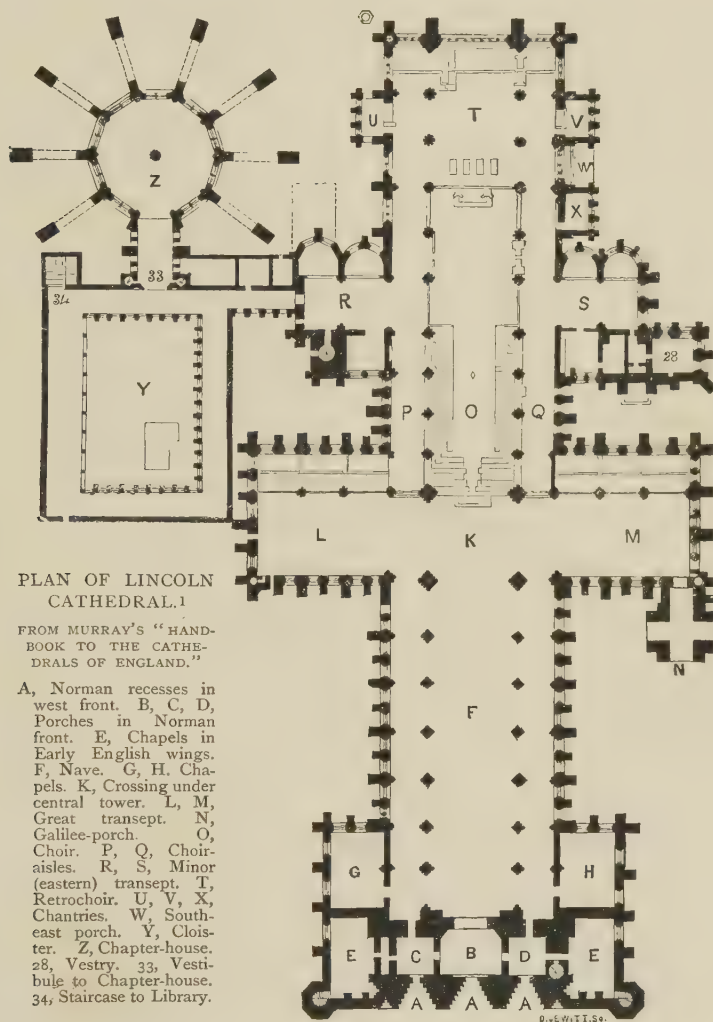 Z
U
T
V
W
X
33
34
R
S
28
Y
P
O
Q
L
K
M
N
F
G
H
E
C
B
D
E
A
A
A
PLAN OF LINCOLN
CATHEDRAL.¹
FROM MURRAY'S "HAND-
BOOK TO THE CATHE-
DRALS OF ENGLAND."
A, Norman recesses in
west front. B, C, D,
Porches in Norman
front. E, Chapels in
Early English wings.
F, Nave. G, H. Cha-
pels. K, Crossing under
central tower. L, M,
Great transept. N,
Galilee-porch. O,
Choir. P, Q, Choir-
aisles. R, S, Minor
(eastern) transept. T,
Retrochoir. U, V, X,
Chantries. W, South-
east porch. Y, Clois-
ter. Z, Chapter-house.
28, Vestry. 33, Vesti-
bule to Chapter-house.
34, Staircase to Library.
O.JEWITT.Sc.